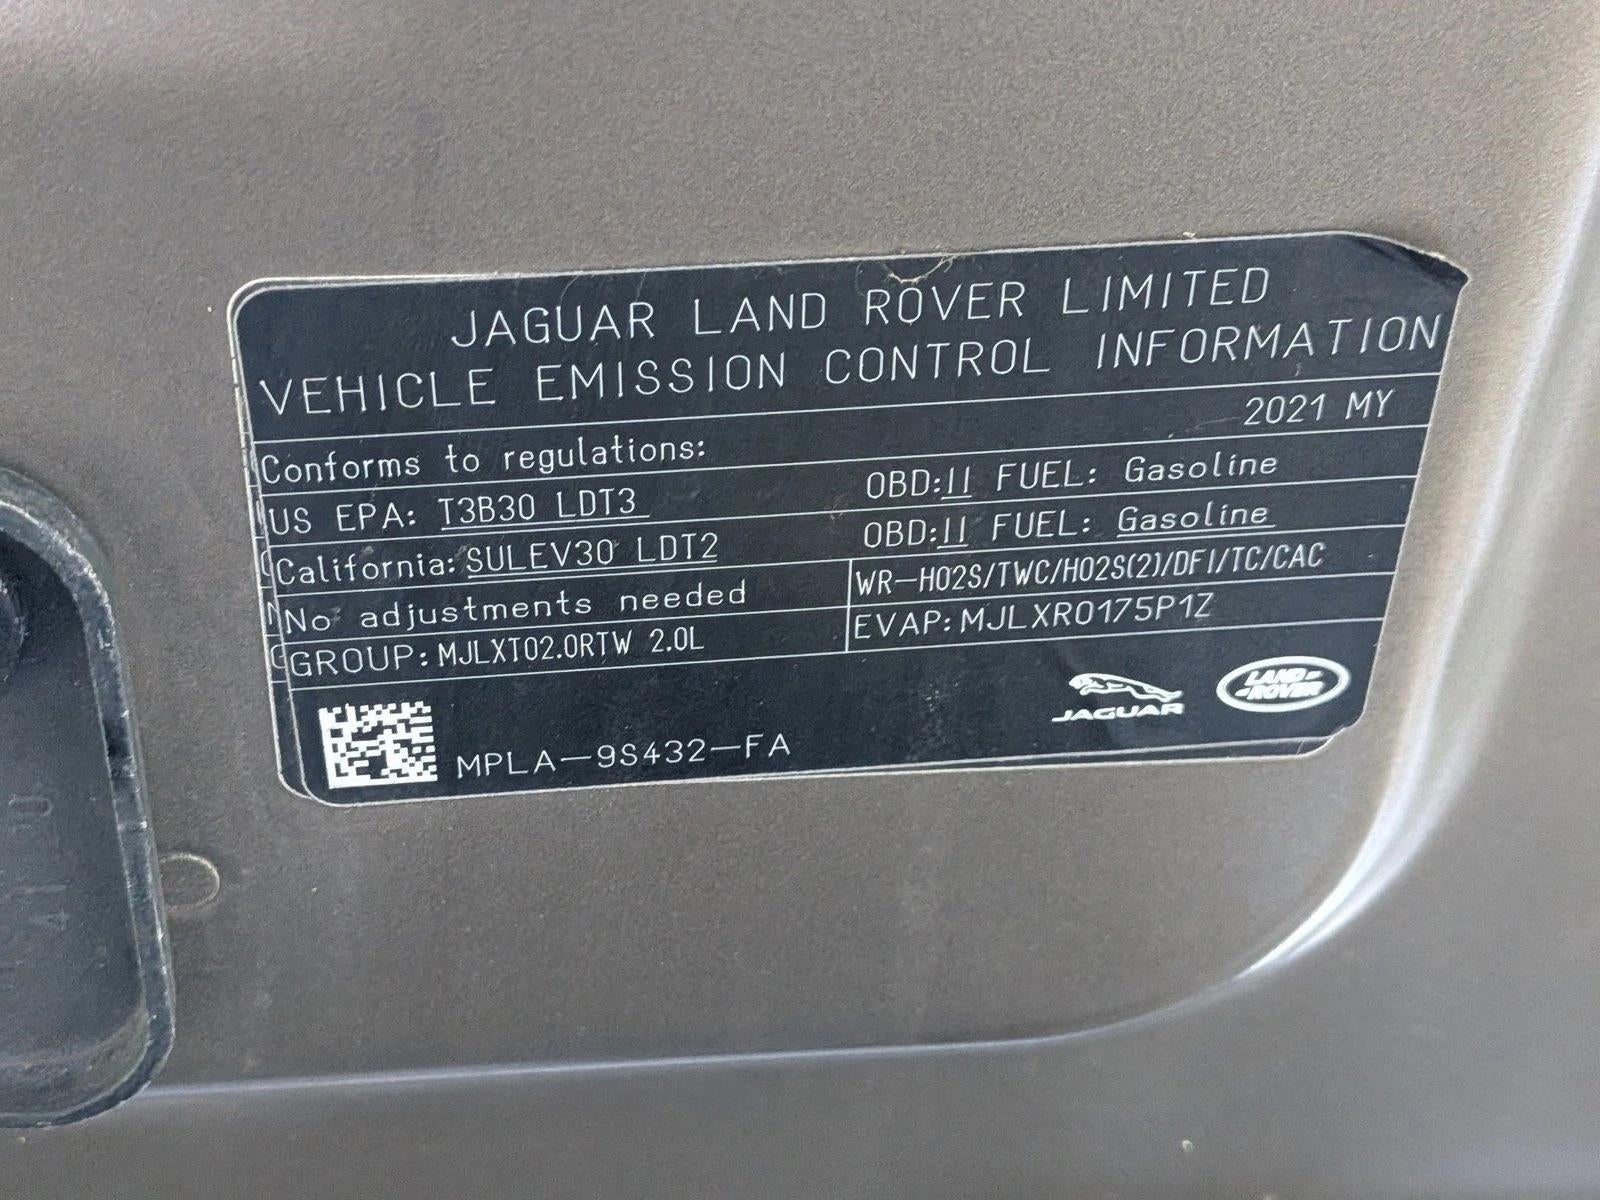 JAGUAR LAND ROVER LIMITED
VEHICLE EMISSION CONTROL INFORMATION
2021 MY
Conforms to regulations:
US EPA: T3B30 LDT3 OBD:II FUEL: Gasoline
California: SULEV30 LDT2 OBD:II FUEL: Gasoline
No adjustments needed WR-HO2S/TWC/HO2S(2)/DFI/TC/CAC
GROUP: MJLXT02.0RTW 2.0L EVAP: MJLXR0175P1Z
JAGUAR
LAND
ROVER
MPLA-9S432-FA